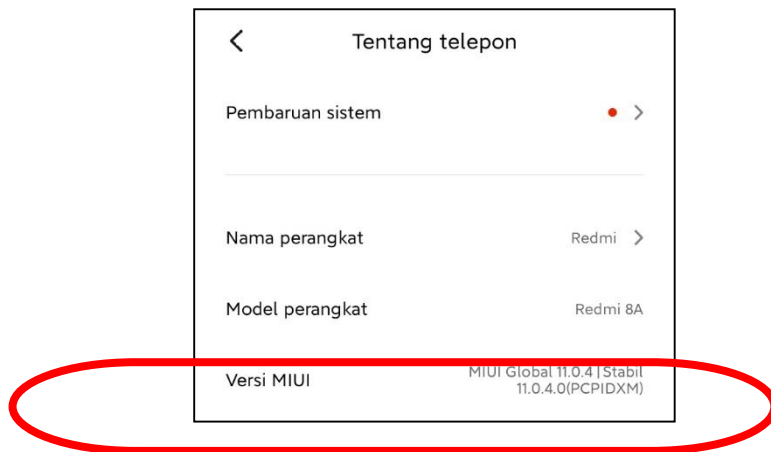 Tentang telepon
Pembaruan sistem
Nama perangkat Redmi
Model perangkat Redmi 8A
Versi MIUI MIUI Global 11.0.4 | Stabil
11.0.4.0(PCPIDXM)